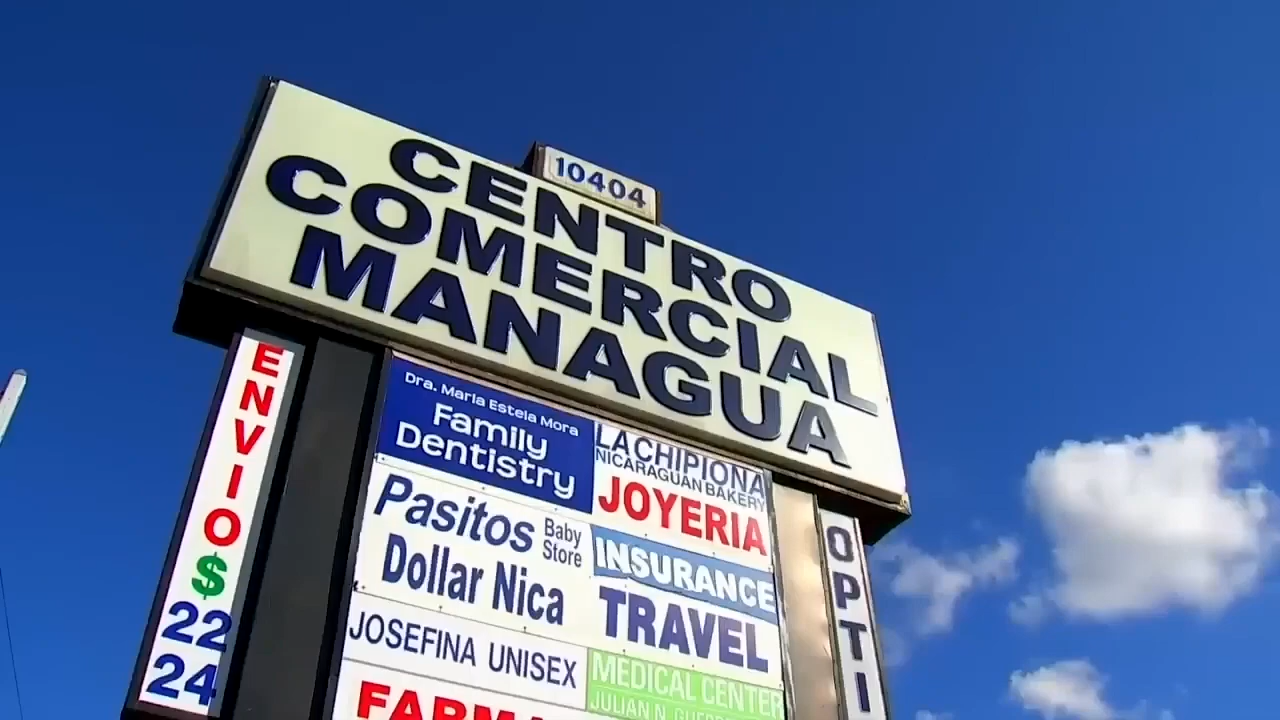 10404
CENTRO
COMERCIAL
MANAGUA
ENVIO$
22
24
Dra. Maria Estela Mora
Family
Dentistry
LA CHIPIONA
NICARAGUAN BAKERY
JOYERIA
Pasitos Baby Store
INSURANCE
Dollar Nica
TRAVEL
JOSEFINA UNISEX
MEDICAL CENTER
JULIAN N.
OPTI